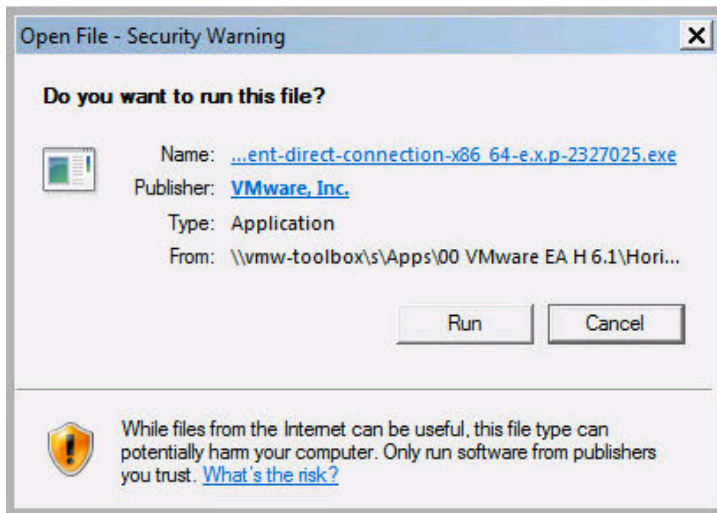 Open File - Security Warning
Do you want to run this file?
Name: ...ent-direct-connection-x86_64-e.x.p-2327025.exe
Publisher: VMware, Inc.
Type: Application
From: \\vmw-toolbox\s\Apps\00 VMware EA H 6.1\Hori...
Run Cancel
While files from the Internet can be useful, this file type can
potentially harm your computer. Only run software from publishers
you trust. What's the risk?